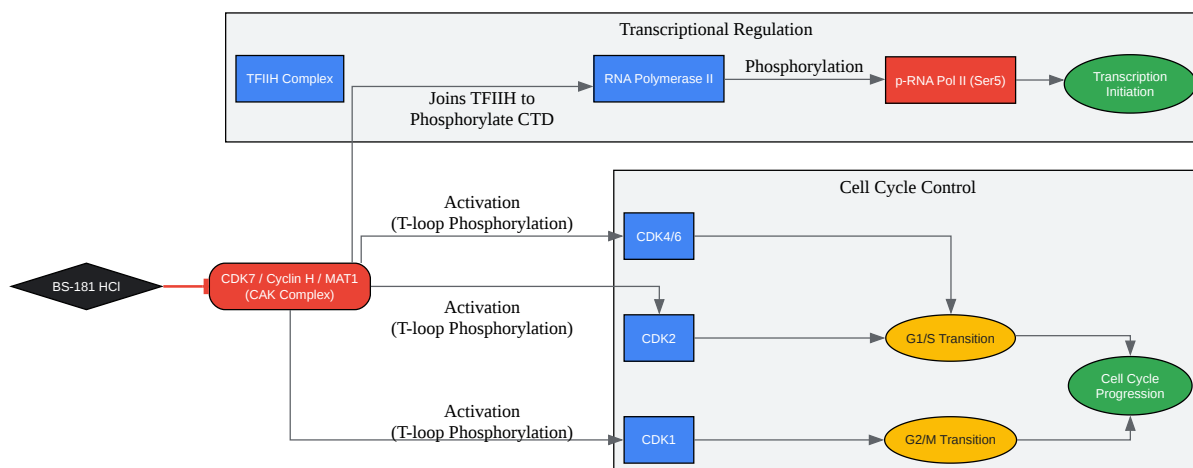 Transcriptional Regulation
TFIIH Complex
RNA Polymerase II
Phosphorylation
p-RNA Pol II (Ser5)
Transcription
Initiation
Joins TFIIH to
Phosphorylate CTD
Cell Cycle Control
Activation
(T-loop Phosphorylation)
CDK4/6
BS-181 HCl
CDK7 / Cyclin H / MAT1
(CAK Complex)
Activation
(T-loop Phosphorylation)
CDK2
G1/S Transition
Cell Cycle
Progression
Activation
(T-loop Phosphorylation)
CDK1
G2/M Transition